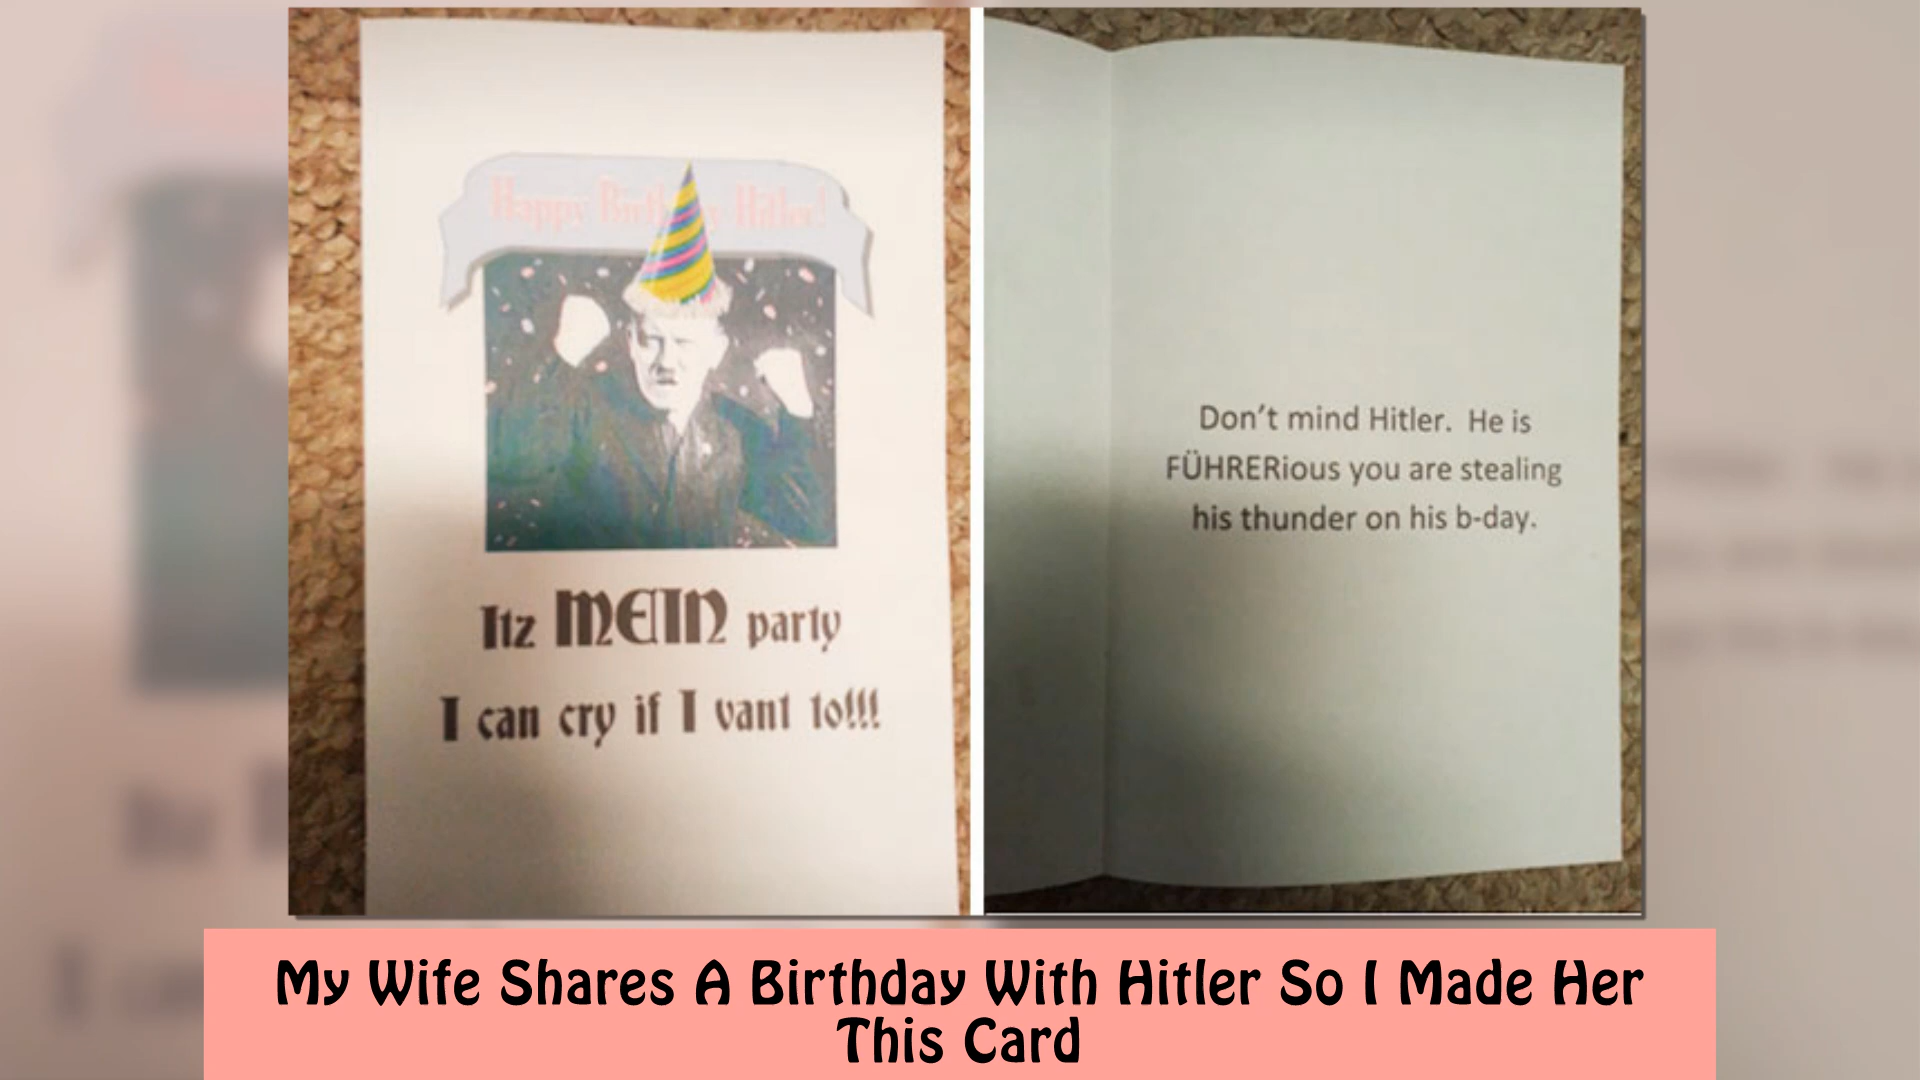 Happy Birth y Hitler!
Itz MEIN party
I can cry if I vant to!!!
Don't mind Hitler.  He is
FÜHRERious you are stealing
his thunder on his b-day.
My Wife Shares A Birthday With Hitler So I Made Her
This Card